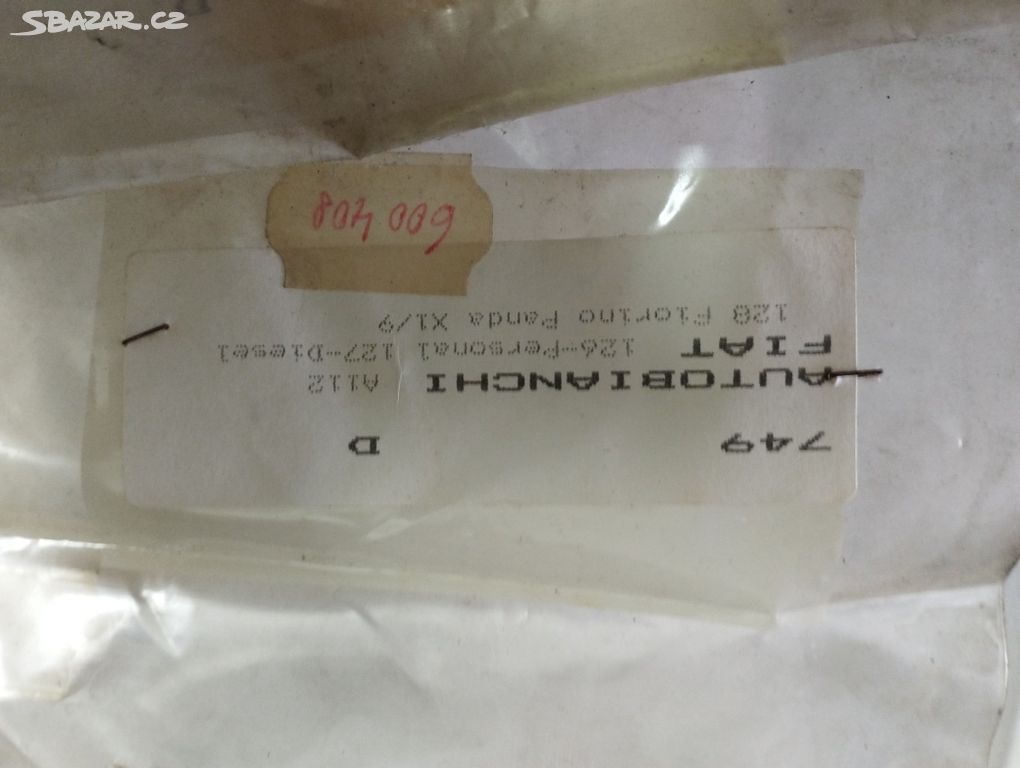 SBAZAR.CZ
749 D
AUTOBIANCHI A112
FIAT 126-Personal 127-Diesel
128 Fiorino Panda X1/9
600 408